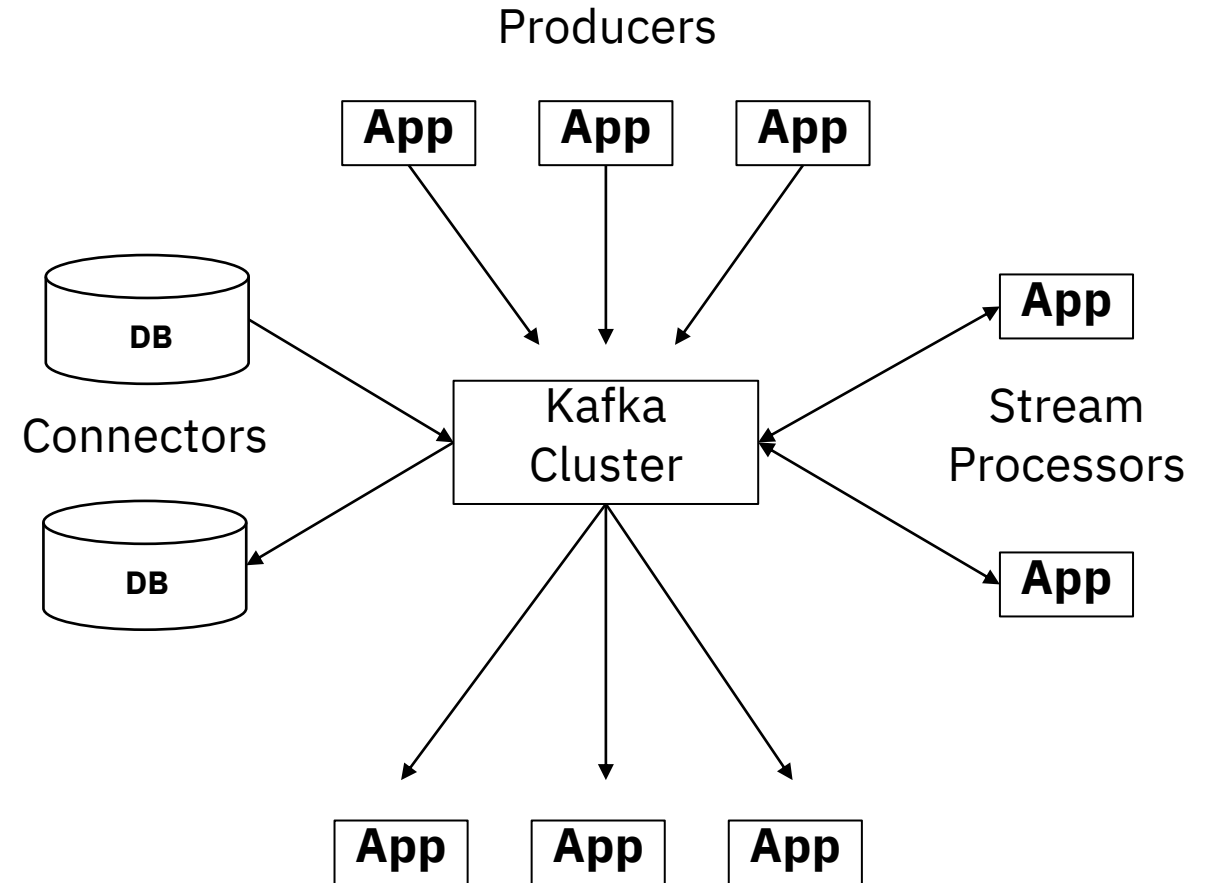 Producers
App
App
App
DB
App
Connectors
Kafka
Cluster
Stream
Processors
DB
App
App
App
App